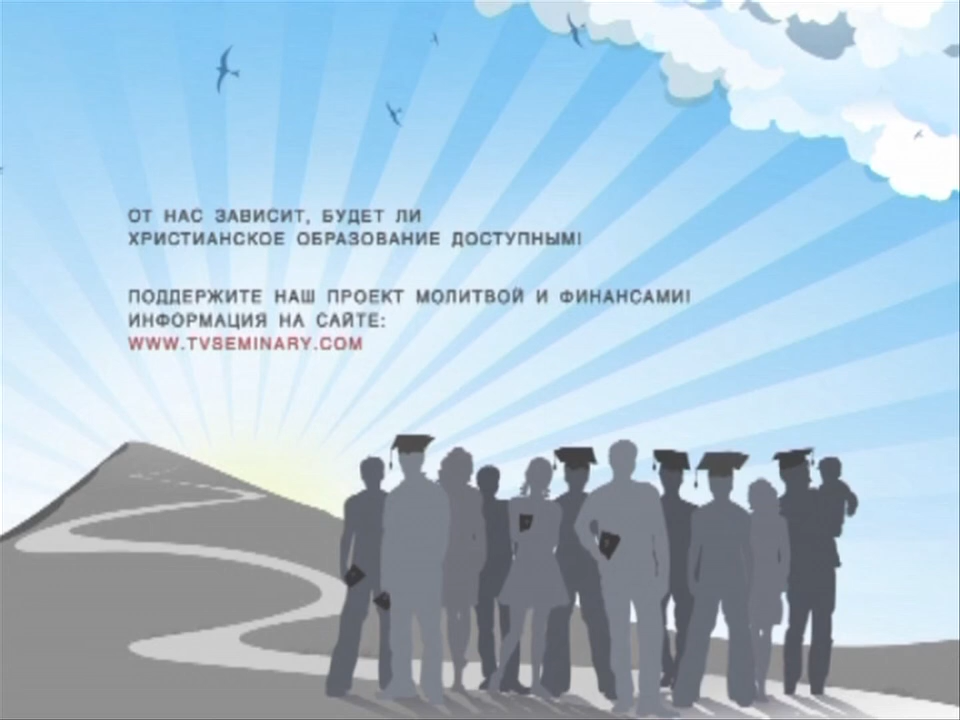 ОТ НАС ЗАВИСИТ, БУДЕТ ЛИ
ХРИСТИАНСКОЕ ОБРАЗОВАНИЕ ДОСТУПНЫМ!
ПОДДЕРЖИТЕ НАШ ПРОЕКТ МОЛИТВОЙ И ФИНАНСАМИ!
ИНФОРМАЦИЯ НА САЙТЕ:
WWW.TVSEMINARY.COM